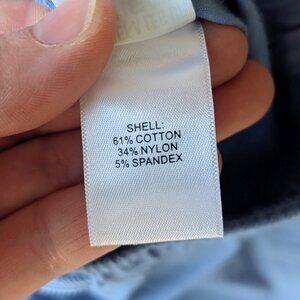 SHELL:
61% COTTON
34% NYLON
5% SPANDEX